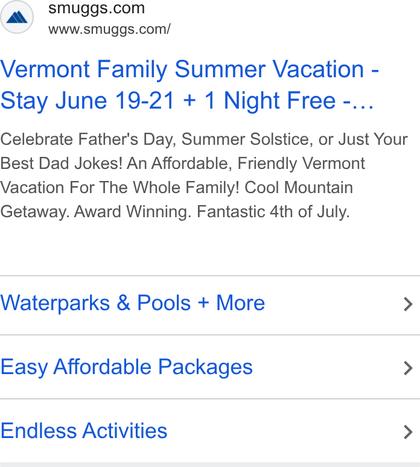 smuggs.com
www.smuggs.com/
Vermont Family Summer Vacation -
Stay June 19-21 + 1 Night Free -...
Celebrate Father's Day, Summer Solstice, or Just Your
Best Dad Jokes! An Affordable, Friendly Vermont
Vacation For The Whole Family! Cool Mountain
Getaway. Award Winning. Fantastic 4th of July.
Waterparks & Pools + More
Easy Affordable Packages
Endless Activities